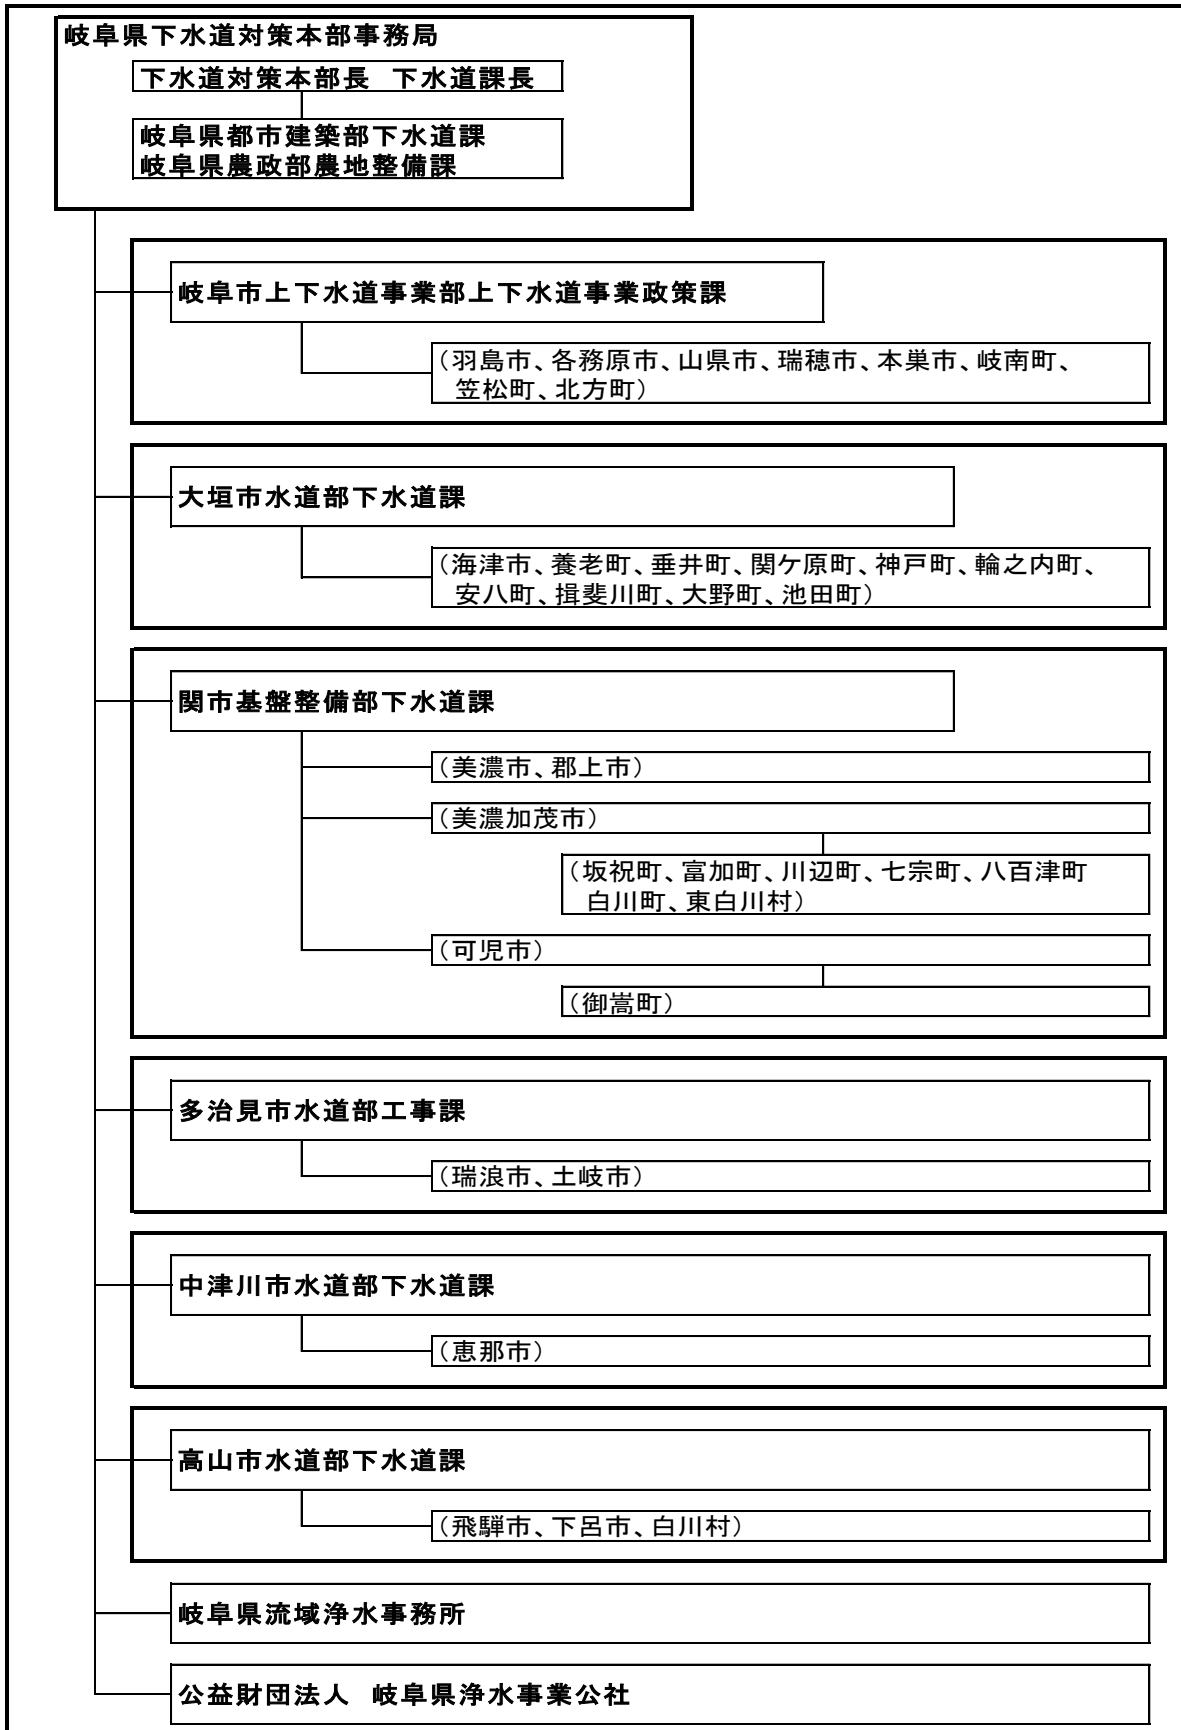 岐阜県下水道対策本部事務局
下水道対策本部長　下水道課長
岐阜県都市建築部下水道課
岐阜県農政部農地整備課
岐阜市上下水道事業部上下水道事業政策課
（羽島市、各務原市、山県市、瑞穂市、本巣市、岐南町、
笠松町、北方町）
大垣市水道部下水道課
（海津市、養老町、垂井町、関ケ原町、神戸町、輪之内町、
安八町、揖斐川町、大野町、池田町）
関市基盤整備部下水道課
（美濃市、郡上市）
（美濃加茂市）
（坂祝町、富加町、川辺町、七宗町、八百津町
白川町、東白川村）
（可児市）
（御嵩町）
多治見市水道部工事課
（瑞浪市、土岐市）
中津川市水道部下水道課
（恵那市）
高山市水道部下水道課
（飛騨市、下呂市、白川村）
岐阜県流域浄水事務所
公益財団法人　岐阜県浄水事業公社